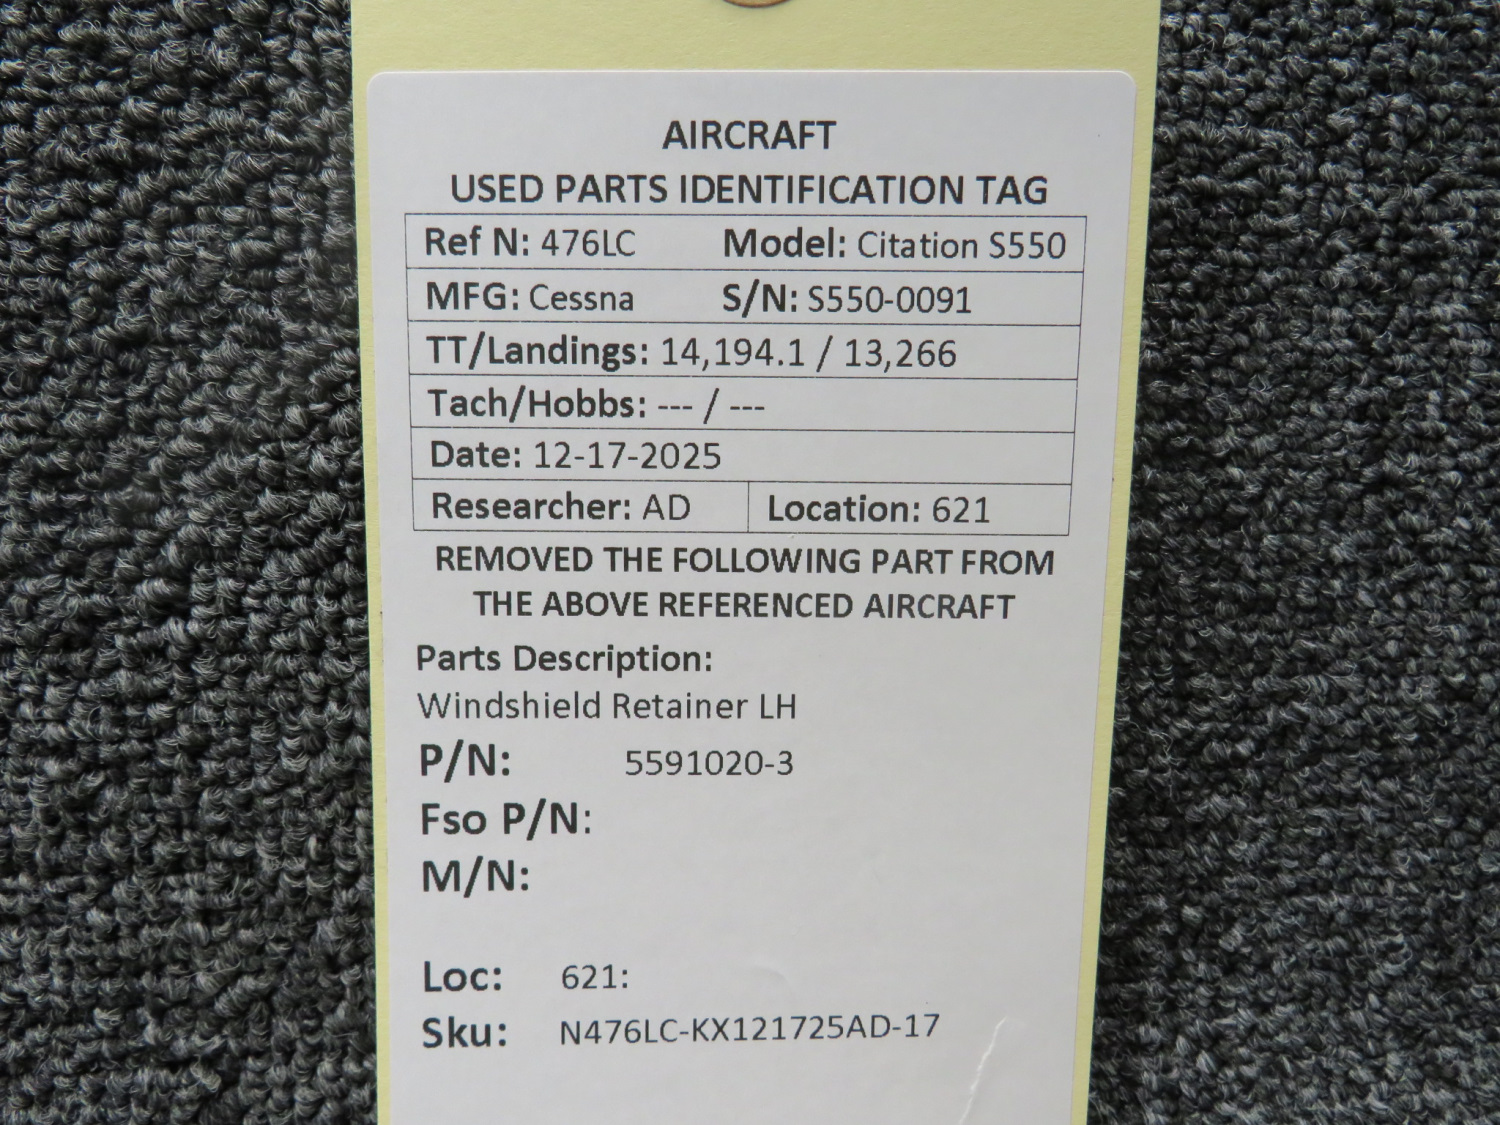 AIRCRAFT
USED PARTS IDENTIFICATION TAG
Ref N: 476LC Model: Citation S550
MFG: Cessna S/N: S550-0091
TT/Landings: 14,194.1 / 13,266
Tach/Hobbs: --- / ---
Date: 12-17-2025
Researcher: AD Location: 621
REMOVED THE FOLLOWING PART FROM
THE ABOVE REFERENCED AIRCRAFT
Parts Description:
Windshield Retainer LH
P/N: 5591020-3
Fso P/N:
M/N:
Loc: 621:
Sku: N476LC-KX121725AD-17